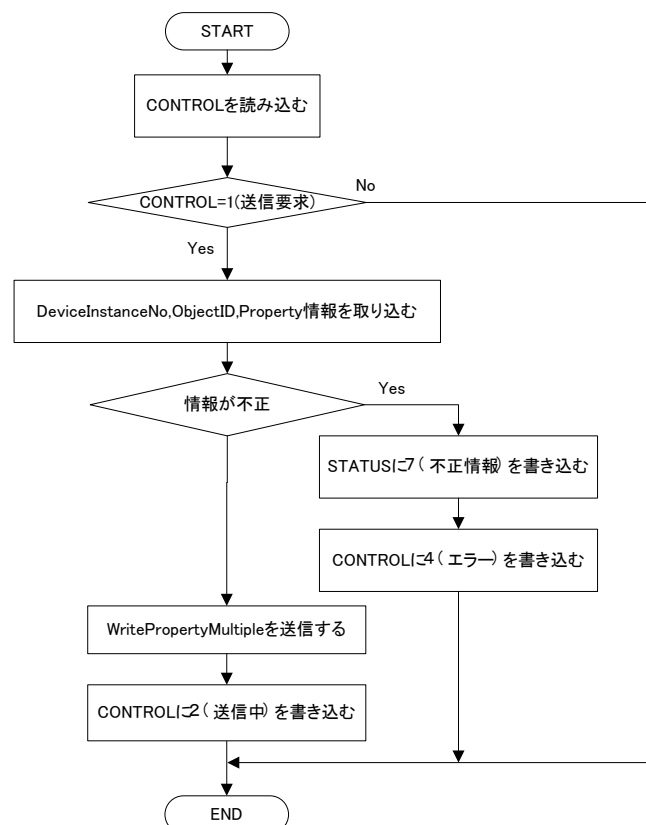 START
CONTROLを読み込む
CONTROL=1(送信要求)
No
Yes
DeviceInstanceNo,ObjectID,Property情報を取り込む
情報が不正
Yes
STATUSに7(不正情)を書き込む
CONTROLに4(エラー)を書き込む
WritePropertyMultipleを送信する
CONTROLに2(送信中)を書き込む
END